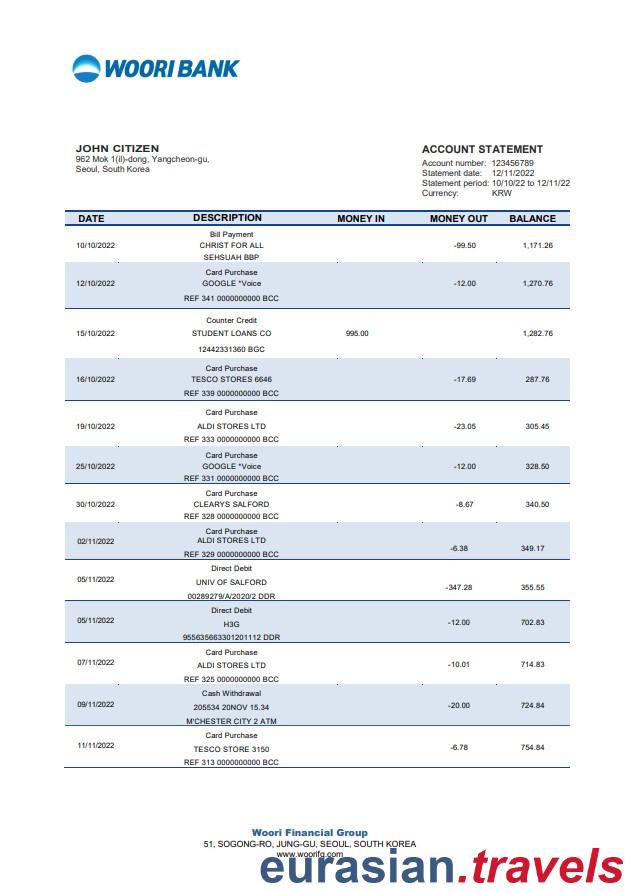 WOORI BANK
JOHN CITIZEN
962 Mok 1(il)-dong, Yangcheon-gu,
Seoul, South Korea
ACCOUNT STATEMENT
Account number: 123456789
Statement date: 12/11/2022
Statement period: 10/10/22 to 12/11/22
Currency: KRW
DATE DESCRIPTION MONEY IN MONEY OUT BALANCE
Bill Payment
10/10/2022 CHRIST FOR ALL -99.50 1,171.26
SEHSUAH BBP
Card Purchase
12/10/2022 GOOGLE *Voice -12.00 1,270.76
REF 341 0000000000 BCC
Counter Credit
15/10/2022 STUDENT LOANS CO 995.00 1,282.76
12442331360 BGC
Card Purchase
16/10/2022 TESCO STORES 6646 -17.69 287.76
REF 339 0000000000 BCC
Card Purchase
19/10/2022 ALDI STORES LTD -23.05 305.45
REF 333 0000000000 BCC
Card Purchase
25/10/2022 GOOGLE *Voice -12.00 328.50
REF 331 0000000000 BCC
Card Purchase
30/10/2022 CLEARYS SALFORD -8.67 340.50
REF 328 0000000000 BCC
Card Purchase
02/11/2022 ALDI STORES LTD -6.38 349.17
REF 329 0000000000 BCC
Direct Debit
05/11/2022 UNIV OF SALFORD -347.28 355.55
00289279/A/2020/2 DDR
Direct Debit
05/11/2022 H3G -12.00 702.83
955635663301201112 DDR
Card Purchase
07/11/2022 ALDI STORES LTD -10.01 714.83
REF 325 0000000000 BCC
Cash Withdrawal
09/11/2022 205534 20NOV 15.34 -20.00 724.84
M'CHESTER CITY 2 ATM
Card Purchase
11/11/2022 TESCO STORE 3150 -6.78 754.84
REF 313 0000000000 BCC
Woori Financial Group
51, SOGONG-RO, JUNG-GU, SEOUL, SOUTH KOREA
www.woorifg.com
eurasian.travels